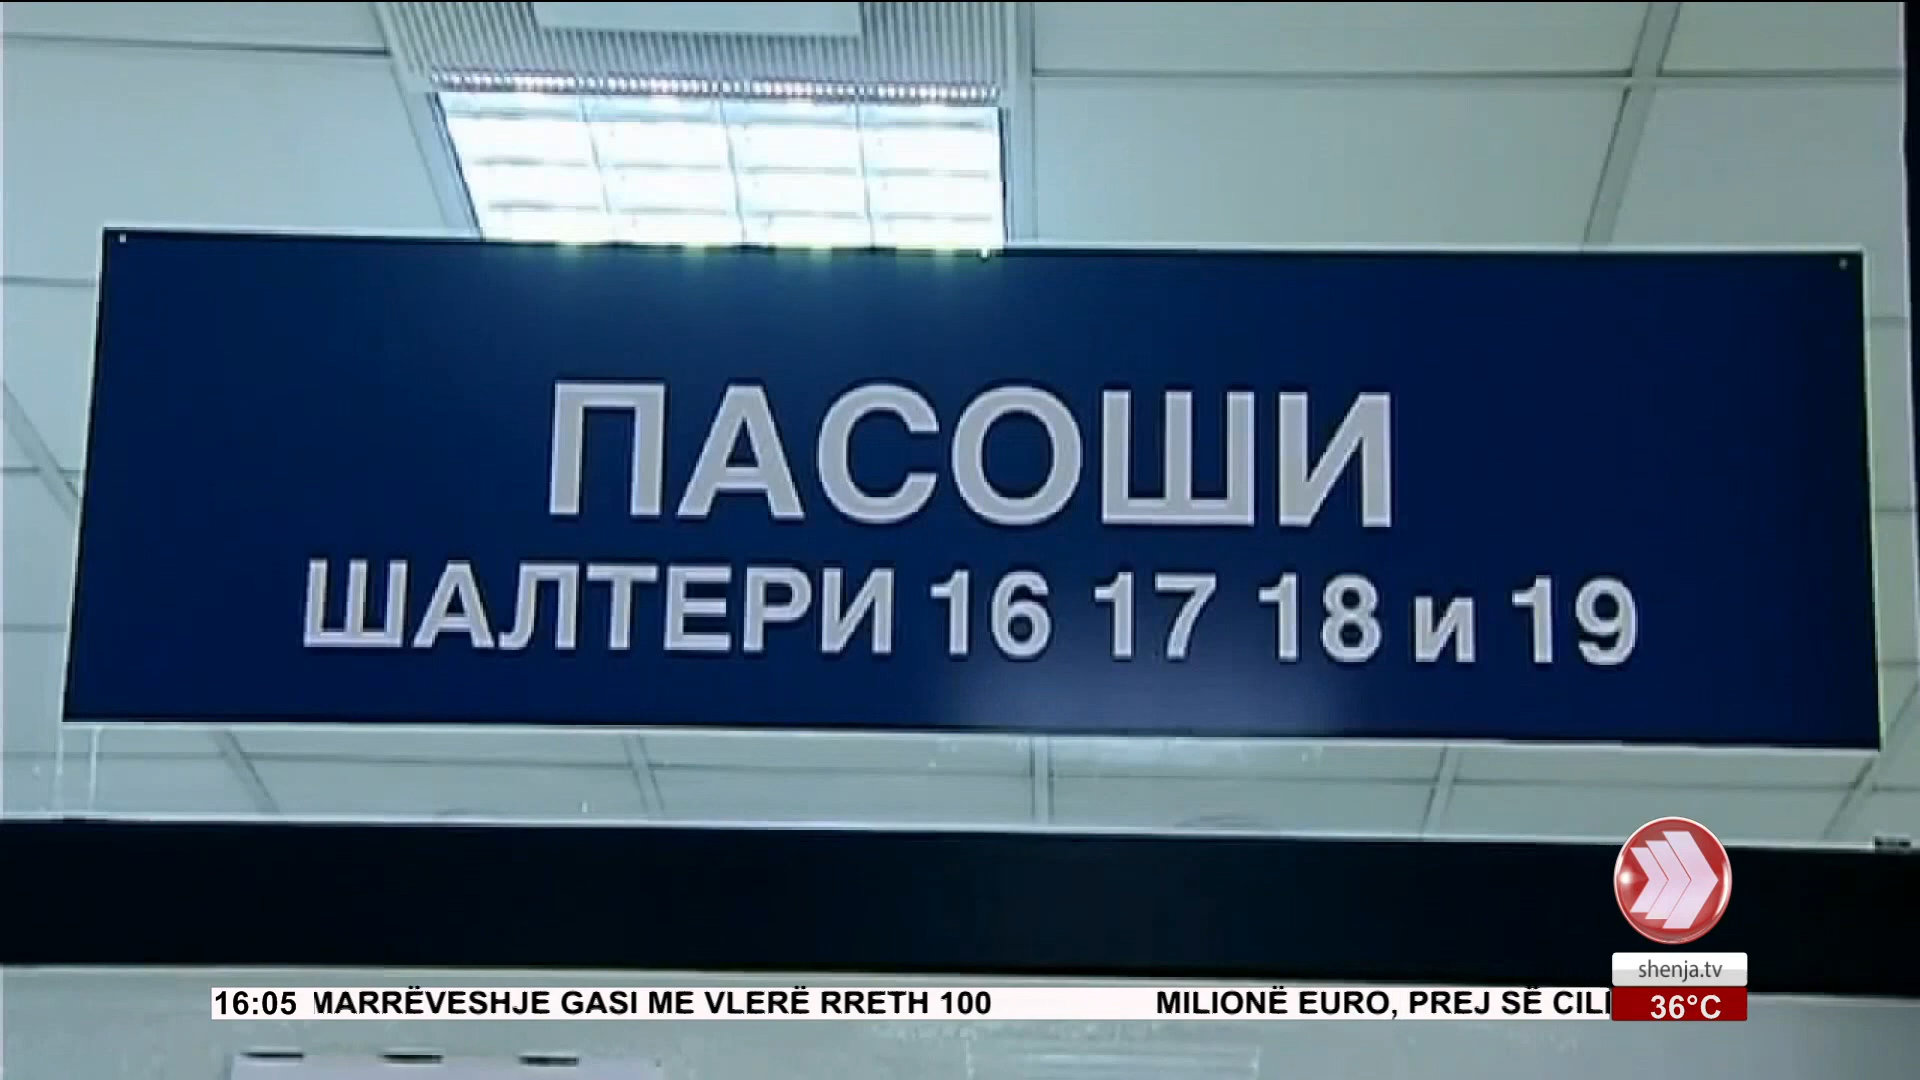 ПАСОШИ
ШАЛТЕРИ 16 17 18 и 19
shenja.tv
16:05 MARRËVESHJE GASI ME VLERË RRETH 100 MILIONË EURO, PREJ SË
36°C